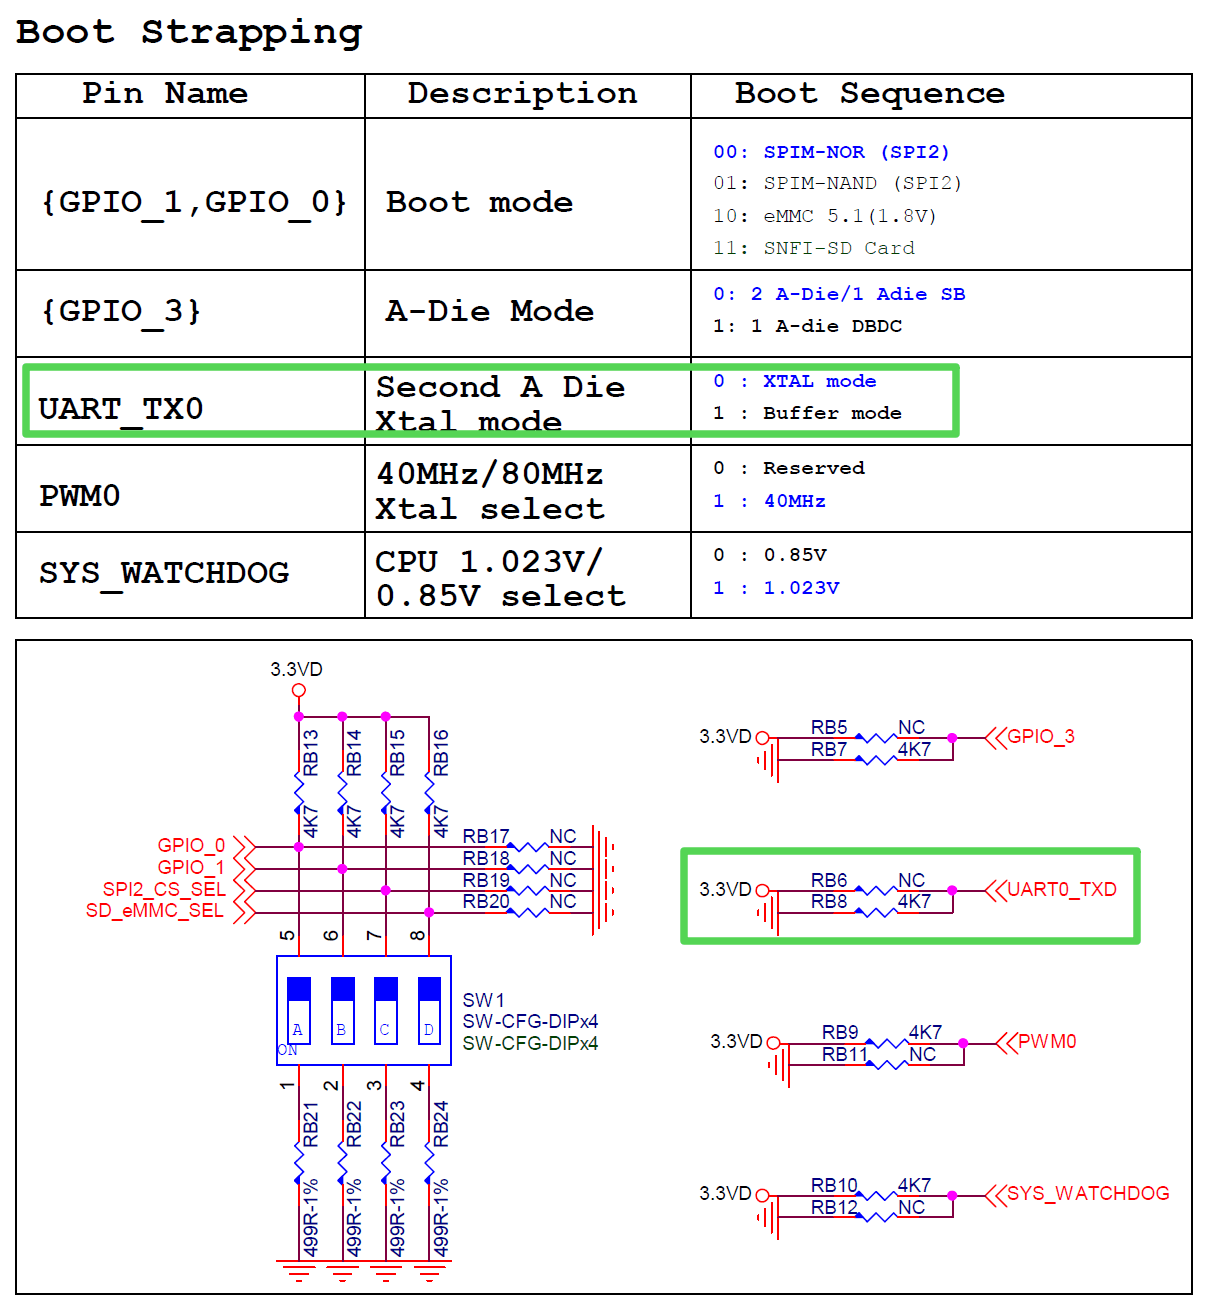 Boot Strapping
Pin Name Description Boot Sequence
{GPIO_1,GPIO_0} Boot mode
00: SPIM-NOR (SPI2)
01: SPIM-NAND (SPI2)
10: eMMC 5.1(1.8V)
11: SNFI-SD Card
{GPIO_3} A-Die Mode
0: 2 A-Die/1 Adie SB
1: 1 A-die DBDC
UART_TX0
Second A Die
Xtal mode
0 : XTAL mode
1 : Buffer mode
PWM0
40MHz/80MHz
Xtal select
0 : Reserved
1 : 40MHz
SYS_WATCHDOG
CPU 1.023V/
0.85V select
0 : 0.85V
1 : 1.023V
3.3VD
RB13
RB14
RB15
RB16
4K7
4K7
4K7
4K7
GPIO_0
GPIO_1
SPI2_CS_SEL
SD_eMMC_SEL
RB17 NC
RB18 NC
RB19 NC
RB20 NC
5 6 7 8
A B C D
ON
SW1
SW-CFG-DIPx4
SW-CFG-DIPx4
1 2 3 4
RB21
RB22
RB23
RB24
499R-1%
499R-1%
499R-1%
499R-1%
3.3VD
RB5 NC
RB7 4K7
GPIO_3
3.3VD
RB6 NC
RB8 4K7
UART0_TXD
3.3VD
RB9 4K7
RB11 NC
PWM0
3.3VD
RB10 4K7
RB12 NC
SYS_WATCHDOG